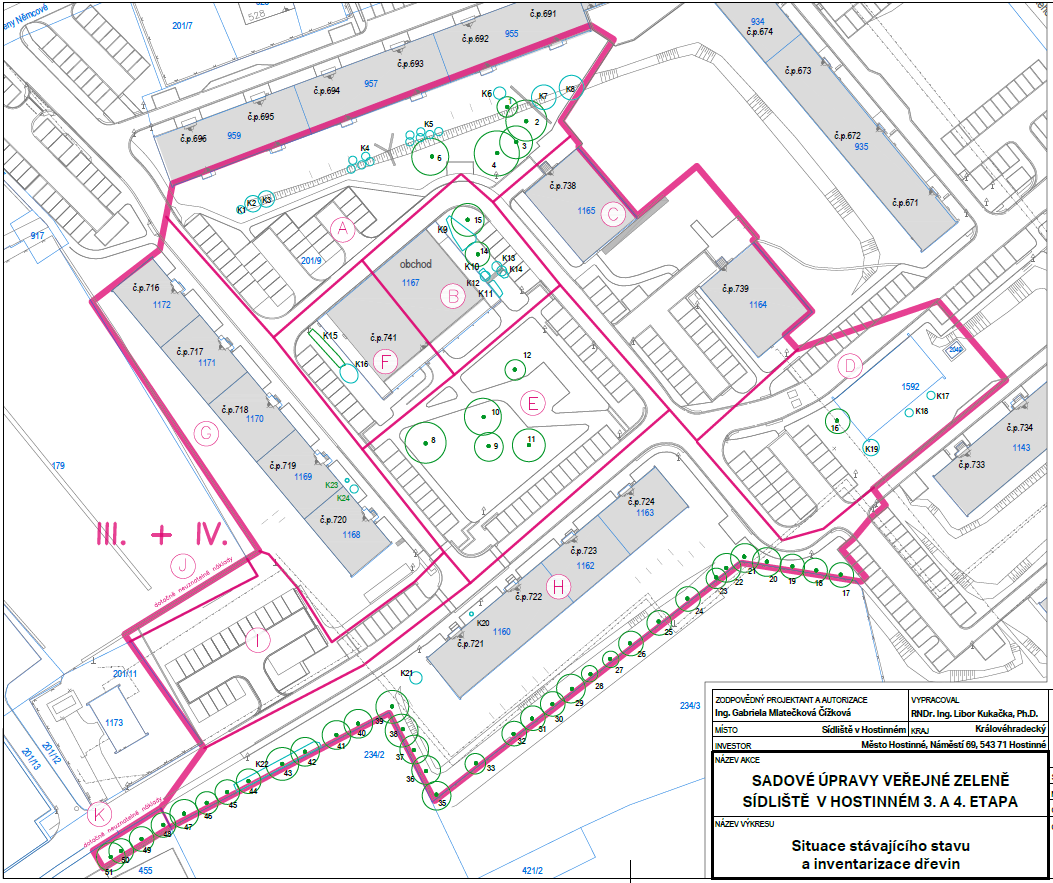 528
201/7
č.p.691
č.p.692
955
č.p.693
957
č.p.694
č.p.695
959
č.p.696
934
č.p.674
č.p.673
č.p.672
935
č.p.671
K6
K7
K8
1
2
3
4
K5
6
K4
K1
K2
K3
č.p.738
1165
C
917
A
201/9
K9
15
14
obchod
1167
K10
K13
K14
K12
K11
B
č.p.716
1172
č.p.739
1164
č.p.717
1171
č.p.741
K15
K16
F
12
E
D
2049
1592
K17
K18
16
K19
č.p.718
1170
G
10
8
9
11
č.p.734
1143
č.p.733
179
č.p.719
1169
K23
K24
č.p.720
1168
č.p.724
1163
III. + IV.
J
dotačně neuznatelné náklady
č.p.723
1162
H
č.p.722
K20
1160
č.p.721
21
20
19
18
17
22
23
24
25
26
27
28
29
30
31
32
33
I
201/11
1173
201/12
201/13
K21
39
38
37
36
35
40
41
42
43
K22
44
45
46
47
48
49
50
51
234/2
234/3
K
dotačně neuznatelné náklady
455
421/2
ZODPOVĚDNÝ PROJEKTANT A AUTORIZACE
Ing. Gabriela Mlatečková Čížková
VYPRACOVAL
RNDr. Ing. Libor Kukačka, Ph.D.
MÍSTO Sídliště v Hostinném
KRAJ Královéhradecký
INVESTOR Město Hostinné, Náměstí 69, 543 71 Hostinné
NÁZEV AKCE
SADOVÉ ÚPRAVY VEŘEJNÉ ZELENĚ
SÍDLIŠTĚ V HOSTINNÉM 3. A 4. ETAPA
NÁZEV VÝKRESU
Situace stávajícího stavu
a inventarizace dřevin